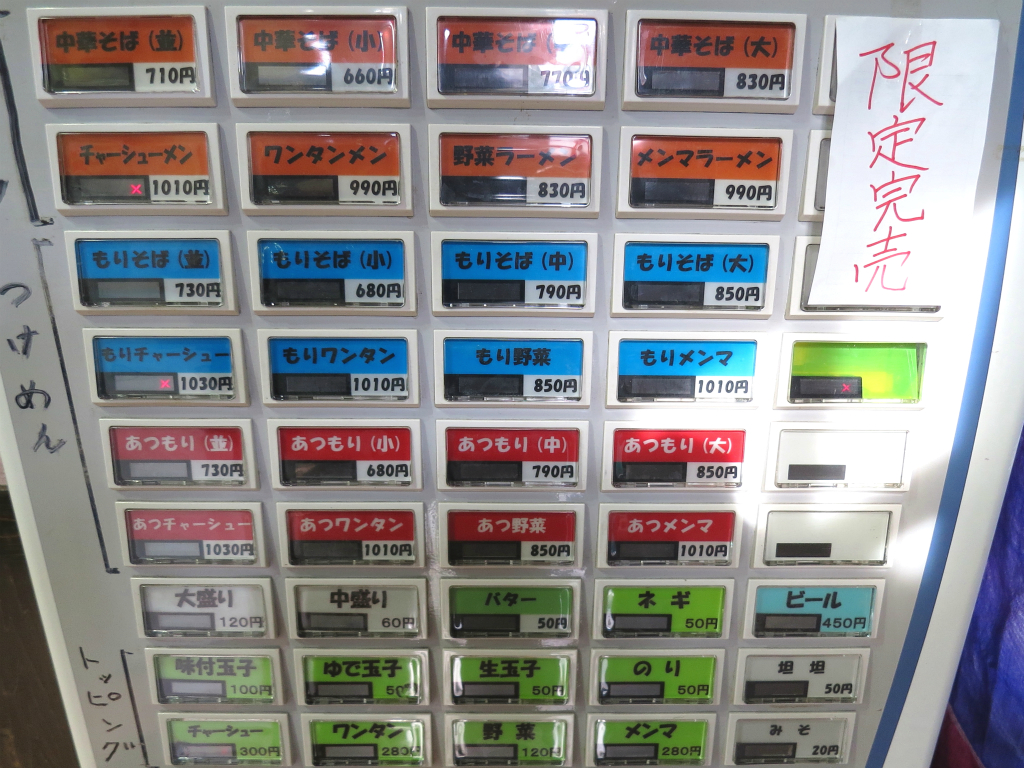 中華そば(並) 710円
中華そば(小) 660円
中華そば 770円
中華そば(大) 830円
限定完売
チャーシューメン × 1010円
ワンタンメン 990円
野菜ラーメン 830円
メンマラーメン 990円
つけめん
もりそば(並) 730円
もりそば(小) 680円
もりそば(中) 790円
もりそば(大) 850円
もりチャーシュー × 1030円
もりワンタン 1010円
もり野菜 850円
もりメンマ 1010円
×
あつもり(並) 730円
あつもり(小) 680円
あつもり(中) 790円
あつもり(大) 850円
あつチャーシュー 1030円
あつワンタン 1010円
あつ野菜 850円
あつメンマ 1010円
大盛り 120円
中盛り 60円
バター 50円
ネギ 50円
ビール 450円
トッピング
味付玉子 100円
ゆで玉子 50円
生玉子 50円
のり 50円
坦坦 50円
チャーシュー 300円
ワンタン 280円
野菜 120円
メンマ 280円
みそ 20円